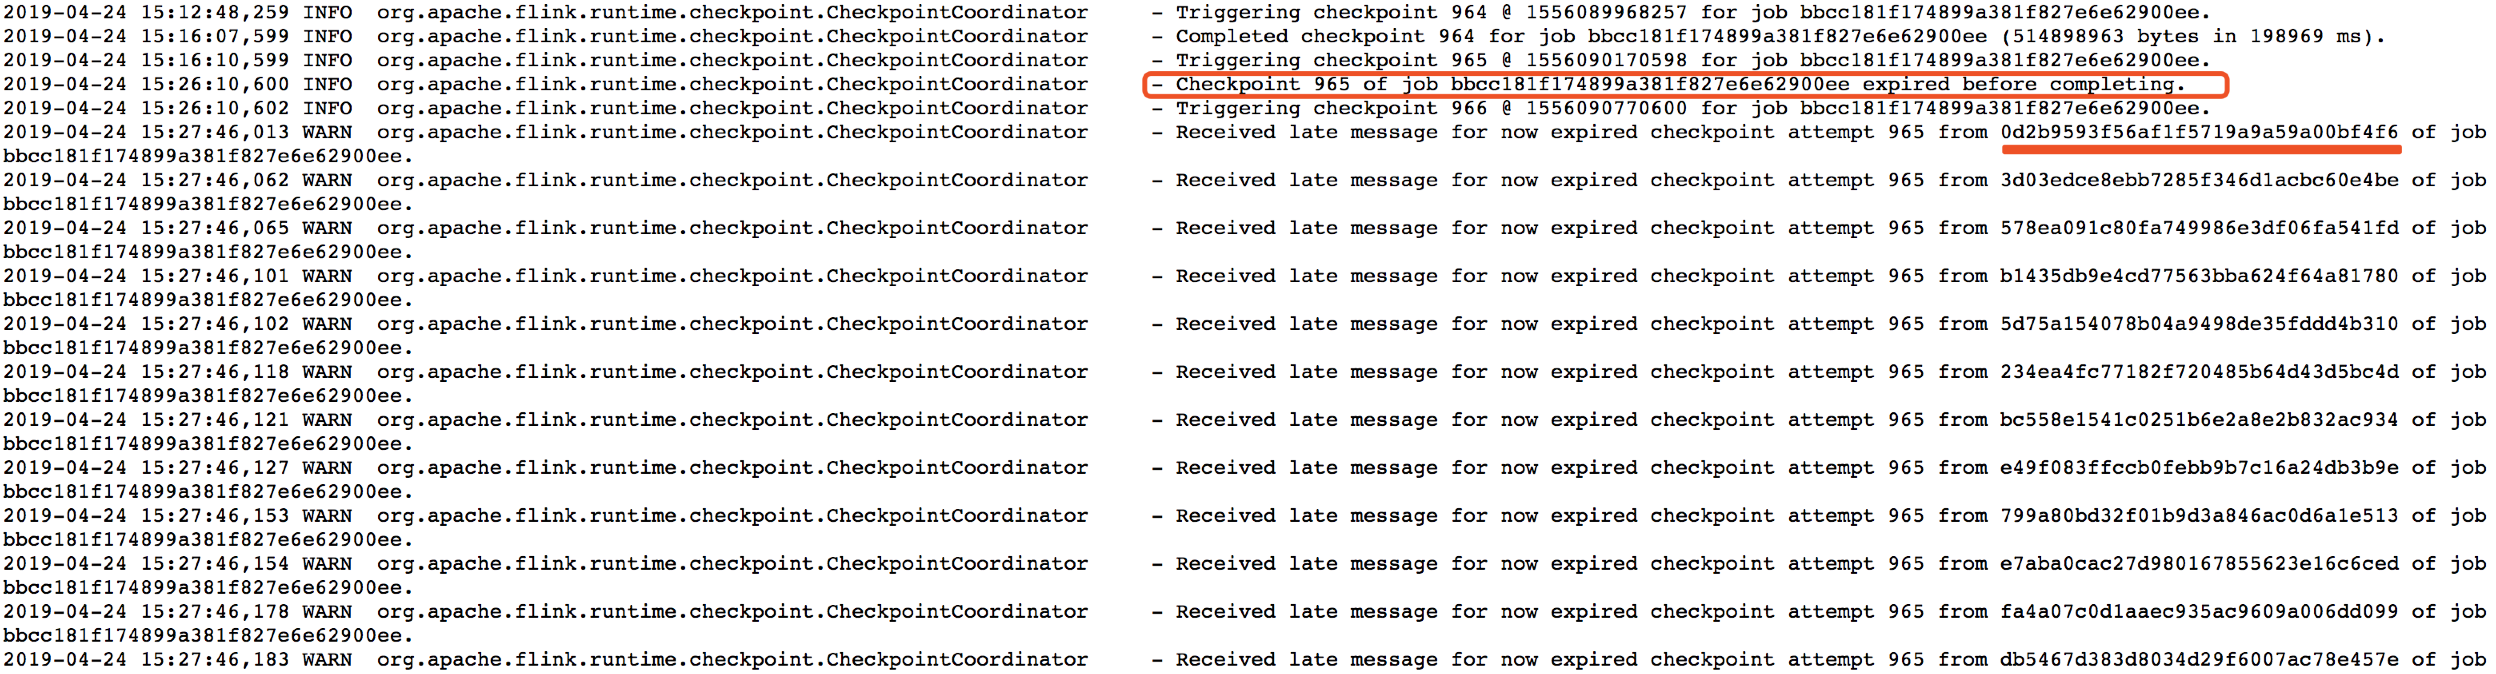 2019-04-24 15:12:48,259 INFO  org.apache.flink.runtime.checkpoint.CheckpointCoordinator     - Triggering checkpoint 964 @ 1556089968257 for job bbcc181f174899a381f827e6e62900ee.
2019-04-24 15:16:07,599 INFO  org.apache.flink.runtime.checkpoint.CheckpointCoordinator     - Completed checkpoint 964 for job bbcc181f174899a381f827e6e62900ee (514898963 bytes in 198969 ms).
2019-04-24 15:16:10,599 INFO  org.apache.flink.runtime.checkpoint.CheckpointCoordinator     - Triggering checkpoint 965 @ 1556090170598 for job bbcc181f174899a381f827e6e62900ee.
2019-04-24 15:26:10,600 INFO  org.apache.flink.runtime.checkpoint.CheckpointCoordinator     - Checkpoint 965 of job bbcc181f174899a381f827e6e62900ee expired before completing.
2019-04-24 15:26:10,602 INFO  org.apache.flink.runtime.checkpoint.CheckpointCoordinator     - Triggering checkpoint 966 @ 1556090770600 for job bbcc181f174899a381f827e6e62900ee.
2019-04-24 15:27:46,013 WARN  org.apache.flink.runtime.checkpoint.CheckpointCoordinator     - Received late message for now expired checkpoint attempt 965 from 0d2b9593f56af1f5719a9a59a00bf4f6 of job
bbcc181f174899a381f827e6e62900ee.
2019-04-24 15:27:46,062 WARN  org.apache.flink.runtime.checkpoint.CheckpointCoordinator     - Received late message for now expired checkpoint attempt 965 from 3d03edce8ebb7285f346d1acbc60e4be of job
bbcc181f174899a381f827e6e62900ee.
2019-04-24 15:27:46,065 WARN  org.apache.flink.runtime.checkpoint.CheckpointCoordinator     - Received late message for now expired checkpoint attempt 965 from 578ea091c80fa749986e3df06fa541fd of job
bbcc181f174899a381f827e6e62900ee.
2019-04-24 15:27:46,101 WARN  org.apache.flink.runtime.checkpoint.CheckpointCoordinator     - Received late message for now expired checkpoint attempt 965 from b1435db9e4cd77563bba624f64a81780 of job
bbcc181f174899a381f827e6e62900ee.
2019-04-24 15:27:46,102 WARN  org.apache.flink.runtime.checkpoint.CheckpointCoordinator     - Received late message for now expired checkpoint attempt 965 from 5d75a154078b04a9498de35fddd4b310 of job
bbcc181f174899a381f827e6e62900ee.
2019-04-24 15:27:46,118 WARN  org.apache.flink.runtime.checkpoint.CheckpointCoordinator     - Received late message for now expired checkpoint attempt 965 from 234ea4fc77182f720485b64d43d5bc4d of job
bbcc181f174899a381f827e6e62900ee.
2019-04-24 15:27:46,121 WARN  org.apache.flink.runtime.checkpoint.CheckpointCoordinator     - Received late message for now expired checkpoint attempt 965 from bc558e1541c0251b6e2a8e2b832ac934 of job
bbcc181f174899a381f827e6e62900ee.
2019-04-24 15:27:46,127 WARN  org.apache.flink.runtime.checkpoint.CheckpointCoordinator     - Received late message for now expired checkpoint attempt 965 from e49f083ffccb0febb9b7c16a24db3b9e of job
bbcc181f174899a381f827e6e62900ee.
2019-04-24 15:27:46,153 WARN  org.apache.flink.runtime.checkpoint.CheckpointCoordinator     - Received late message for now expired checkpoint attempt 965 from 799a80bd32f01b9d3a846ac0d6a1e513 of job
bbcc181f174899a381f827e6e62900ee.
2019-04-24 15:27:46,154 WARN  org.apache.flink.runtime.checkpoint.CheckpointCoordinator     - Received late message for now expired checkpoint attempt 965 from e7aba0cac27d980167855623e16c6ced of job
bbcc181f174899a381f827e6e62900ee.
2019-04-24 15:27:46,178 WARN  org.apache.flink.runtime.checkpoint.CheckpointCoordinator     - Received late message for now expired checkpoint attempt 965 from fa4a07c0d1aaec935ac9609a006dd099 of job
bbcc181f174899a381f827e6e62900ee.
2019-04-24 15:27:46,183 WARN  org.apache.flink.runtime.checkpoint.CheckpointCoordinator     - Received late message for now expired checkpoint attempt 965 from db5467d383d8034d29f6007ac78e457e of job